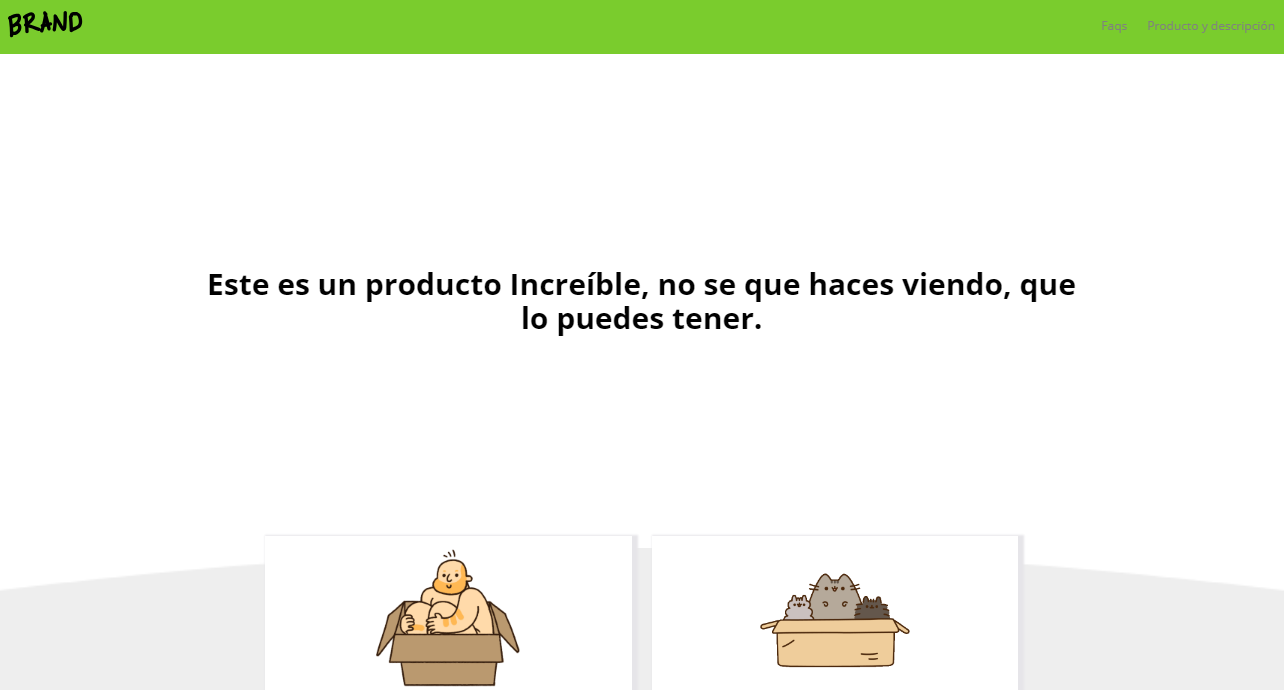 BRAND
Faqs
Producto y descripción
Este es un producto Increíble, no se que haces viendo, que
lo puedes tener.